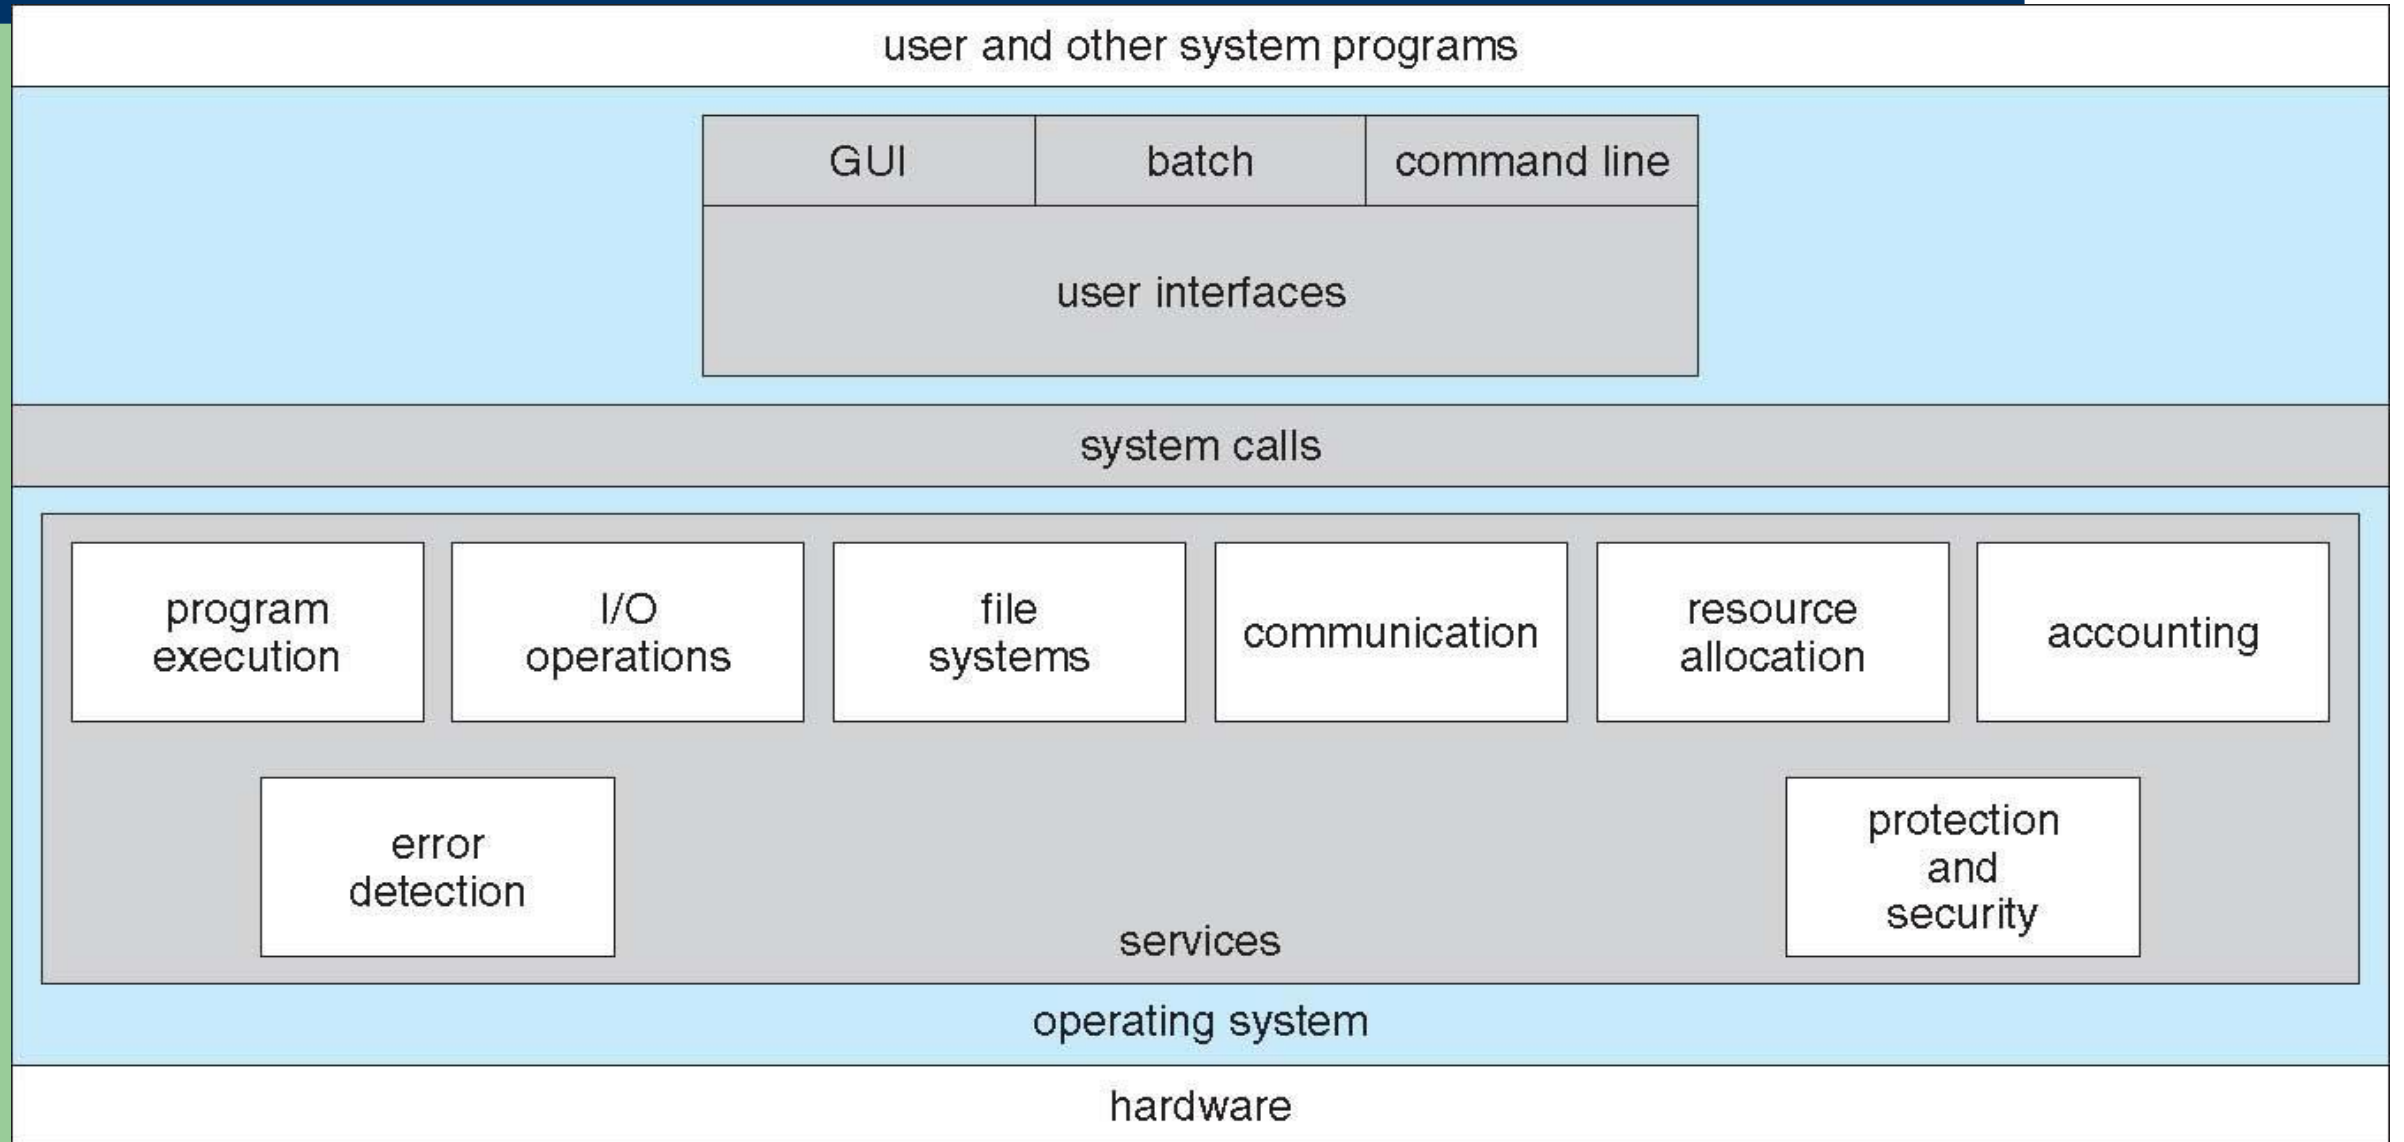 user and other system programs
GUI
batch
command line
user interfaces
system calls
program
execution
I/O
operations
file
systems
communication
resource
allocation
accounting
error
detection
protection
and
security
services
operating system
hardware